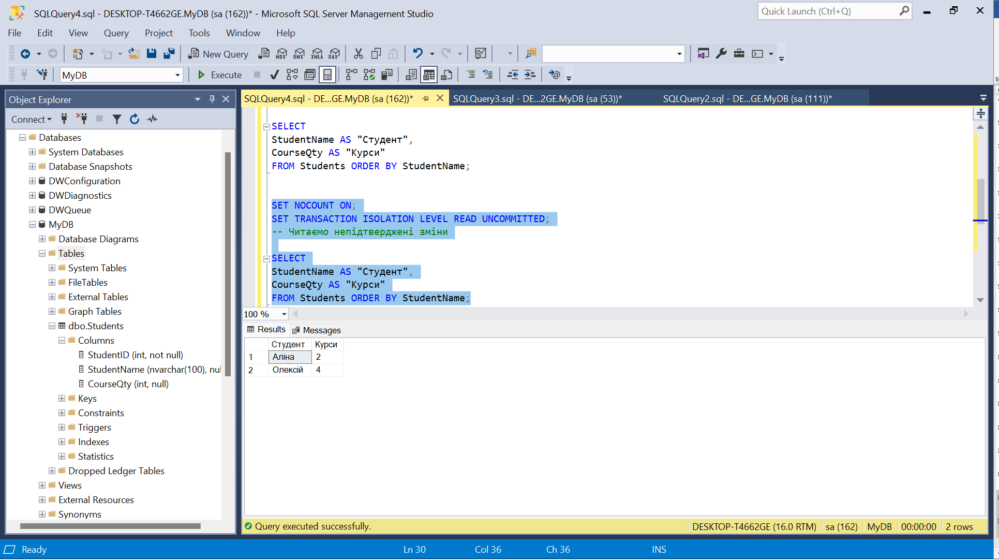 SQLQuery4.sql - DESKTOP-T4662GE.MyDB (sa (162))* - Microsoft SQL Server Management Studio
Quick Launch (Ctrl+Q)
File Edit View Query Project Tools Window Help
New Query MDX DMX XMLA DAX
MyDB Execute
Object Explorer
Connect
Databases
System Databases
Database Snapshots
DWConfiguration
DWDiagnostics
DWQueue
MyDB
Database Diagrams
Tables
System Tables
FileTables
External Tables
Graph Tables
dbo.Students
Columns
StudentID (int, not null)
StudentName (nvarchar(100), nul
CourseQty (int, null)
Keys
Constraints
Triggers
Indexes
Statistics
Dropped Ledger Tables
Views
External Resources
Synonyms
SQLQuery4.sql - DE...GE.MyDB (sa (162))* SQLQuery3.sql - DE...2GE.MyDB (sa (53))* SQLQuery2.sql - DE...GE.MyDB (sa (111))*
SELECT
StudentName AS "Студент",
CourseQty AS "Курси"
FROM Students ORDER BY StudentName;
SET NOCOUNT ON;
SET TRANSACTION ISOLATION LEVEL READ UNCOMMITTED;
-- Читаємо непідтверджені зміни
SELECT
StudentName AS "Студент",
CourseQty AS "Курси"
FROM Students ORDER BY StudentName;
100 %
Results Messages
Студент Курси
1 Аліна 2
2 Олексій 4
Query executed successfully. DESKTOP-T4662GE (16.0 RTM) sa (162) MyDB 00:00:00 2 rows
Ready Ln 30 Col 36 Ch 36 INS